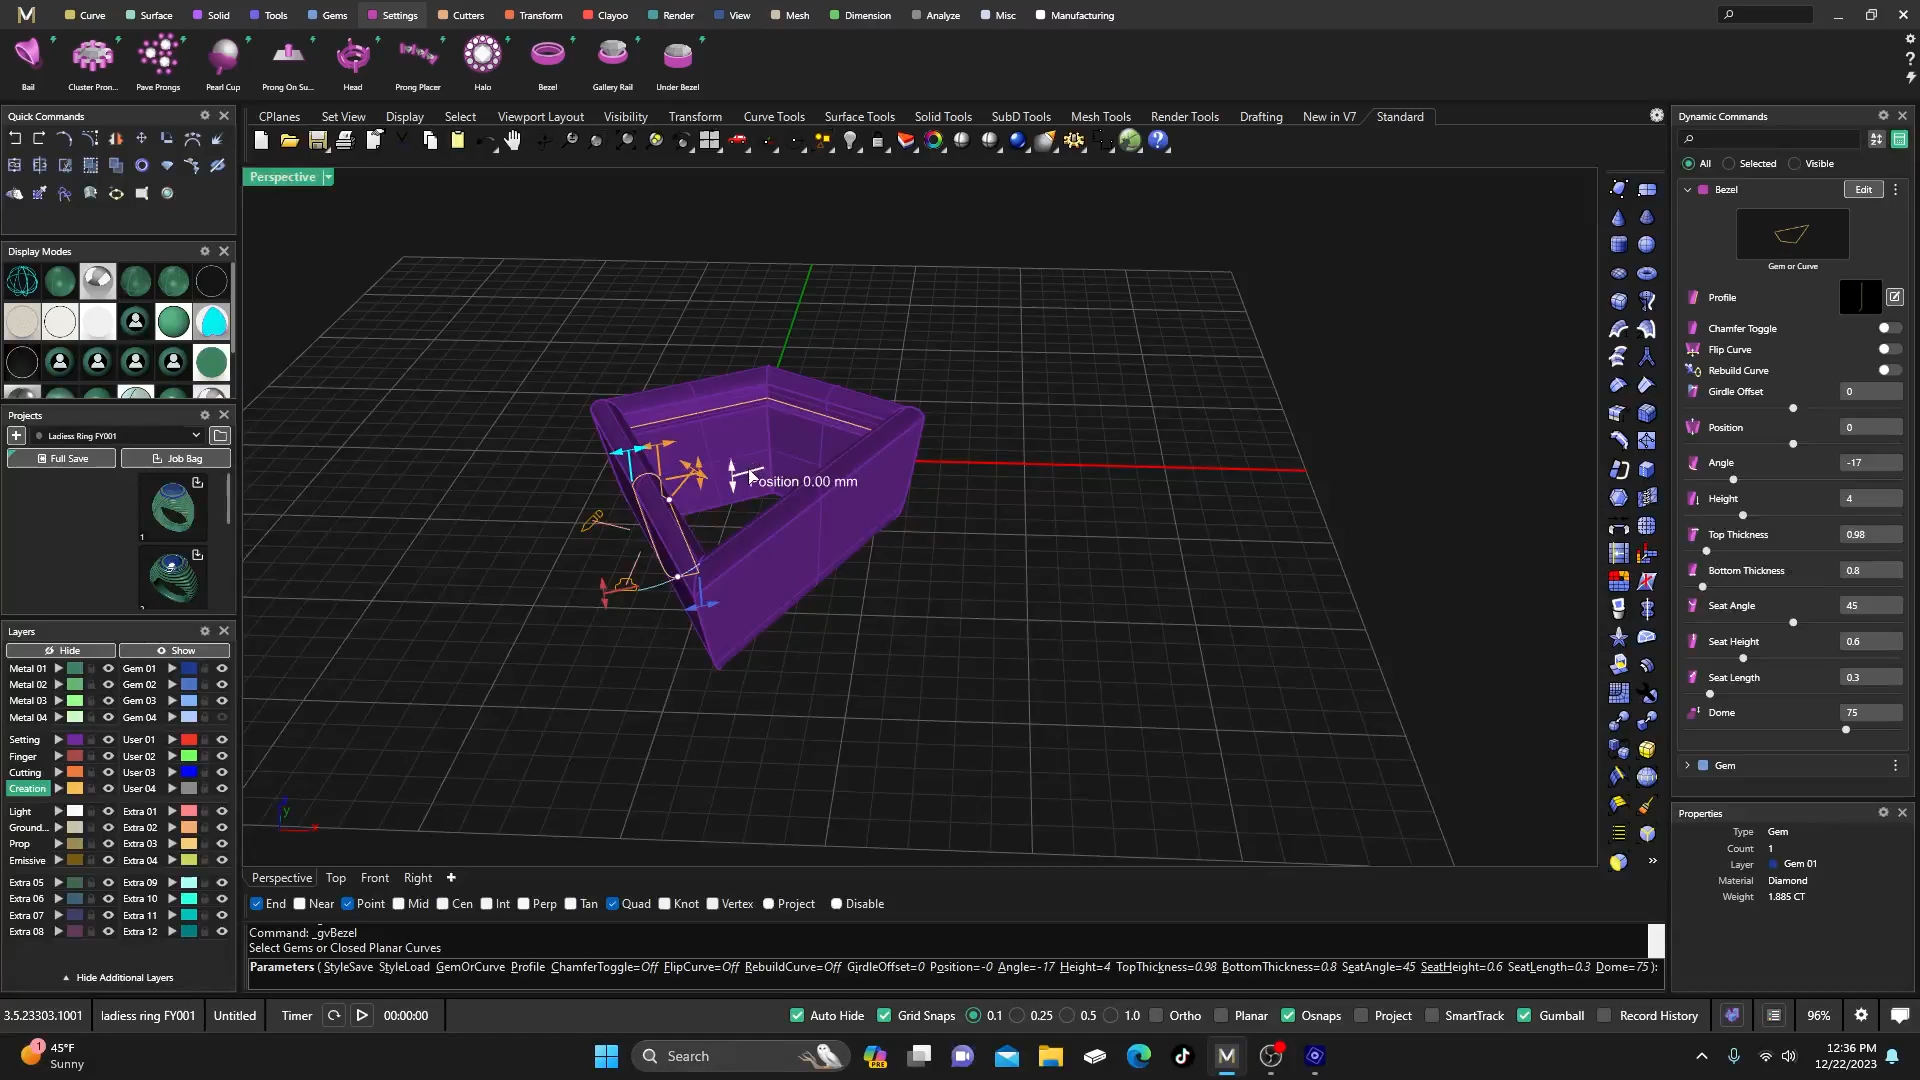 Curve Surface Solid Tools Gems Settings Cutters Transform Clayoo Render View Mesh Dimension Analyze Misc Manufacturing
Bail Cluster Pron... Pave Prongs Pearl Cup Prong On Su... Head Prong Placer Halo Bezel Gallery Rail Under Bezel
Quick Commands
CPlanes Set View Display Select Viewport Layout Visibility Transform Curve Tools Surface Tools Solid Tools SubD Tools Mesh Tools Render Tools Drafting New in V7 Standard
Perspective
Display Modes
Projects
Ladiess Ring FY001
Full Save Job Bag
1
Layers
Hide Show
Metal 01 Gem 01
Metal 02 Gem 02
Metal 03 Gem 03
Metal 04 Gem 04
Setting User 01
Finger User 02
Cutting User 03
Creation User 04
Light Extra 01
Ground... Extra 02
Prop Extra 03
Emissive Extra 04
Extra 05 Extra 09
Extra 06 Extra 10
Extra 07 Extra 11
Extra 08 Extra 12
Hide Additional Layers
Position 0.00 mm
y
x
Perspective Top Front Right
End Near Point Mid Cen Int Perp Tan Quad Knot Vertex Project Disable
Command: _gvBezel
Select Gems or Closed Planar Curves
Parameters ( StyleSave StyleLoad GemOrCurve Profile ChamferToggle=Off FlipCurve=Off RebuildCurve=Off GirdleOffset=0 Position=-0 Angle=-17 Height=4 TopThickness=0.98 BottomThickness=0.8 SeatAngle=45 SeatHeight=0.6 SeatLength=0.3 Dome=75 ):
Dynamic Commands
All Selected Visible
Bezel Edit
Gem or Curve
Profile
Chamfer Toggle
Flip Curve
Rebuild Curve
Girdle Offset 0
Position 0
Angle -17
Height 4
Top Thickness 0.98
Bottom Thickness 0.8
Seat Angle 45
Seat Height 0.6
Seat Length 0.3
Dome 75
Gem
Properties
Type Gem
Count 1
Layer Gem 01
Material Diamond
Weight 1.885 CT
3.5.23303.1001 ladiess ring FY001 Untitled Timer 00:00:00 Auto Hide Grid Snaps 0.1 0.25 0.5 1.0 Ortho Planar Osnaps Project SmartTrack Gumball Record History 96%
1
45°F
Sunny
Search
PRE
12:36 PM
12/22/2023